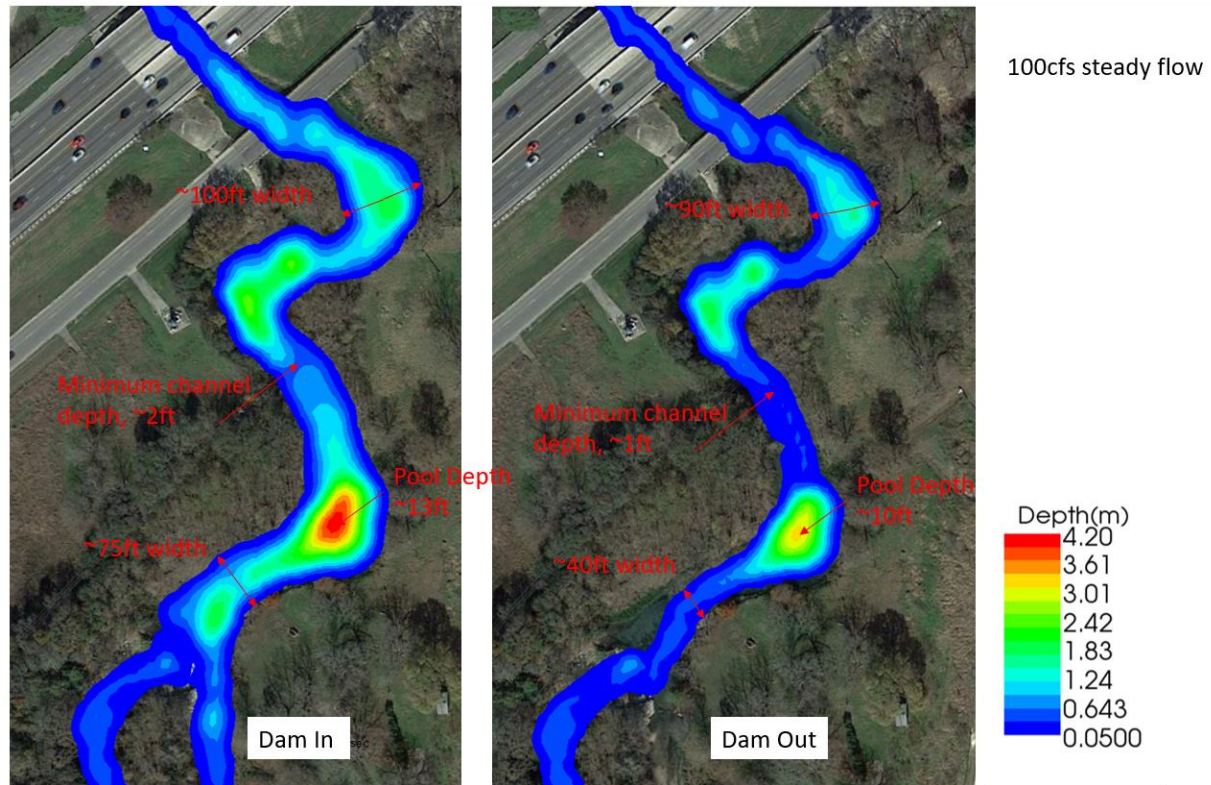 100cfs steady flow
~100ft width
Minimum channel
depth, ~2ft
Pool Depth
~13ft
~75ft width
Dam In
sec
~90ft width
Minimum channel
depth, ~1ft
Pool Depth
~10ft
~40ft width
Dam Out
Depth(m)
4.20
3.61
3.01
2.42
1.83
1.24
0.643
0.0500